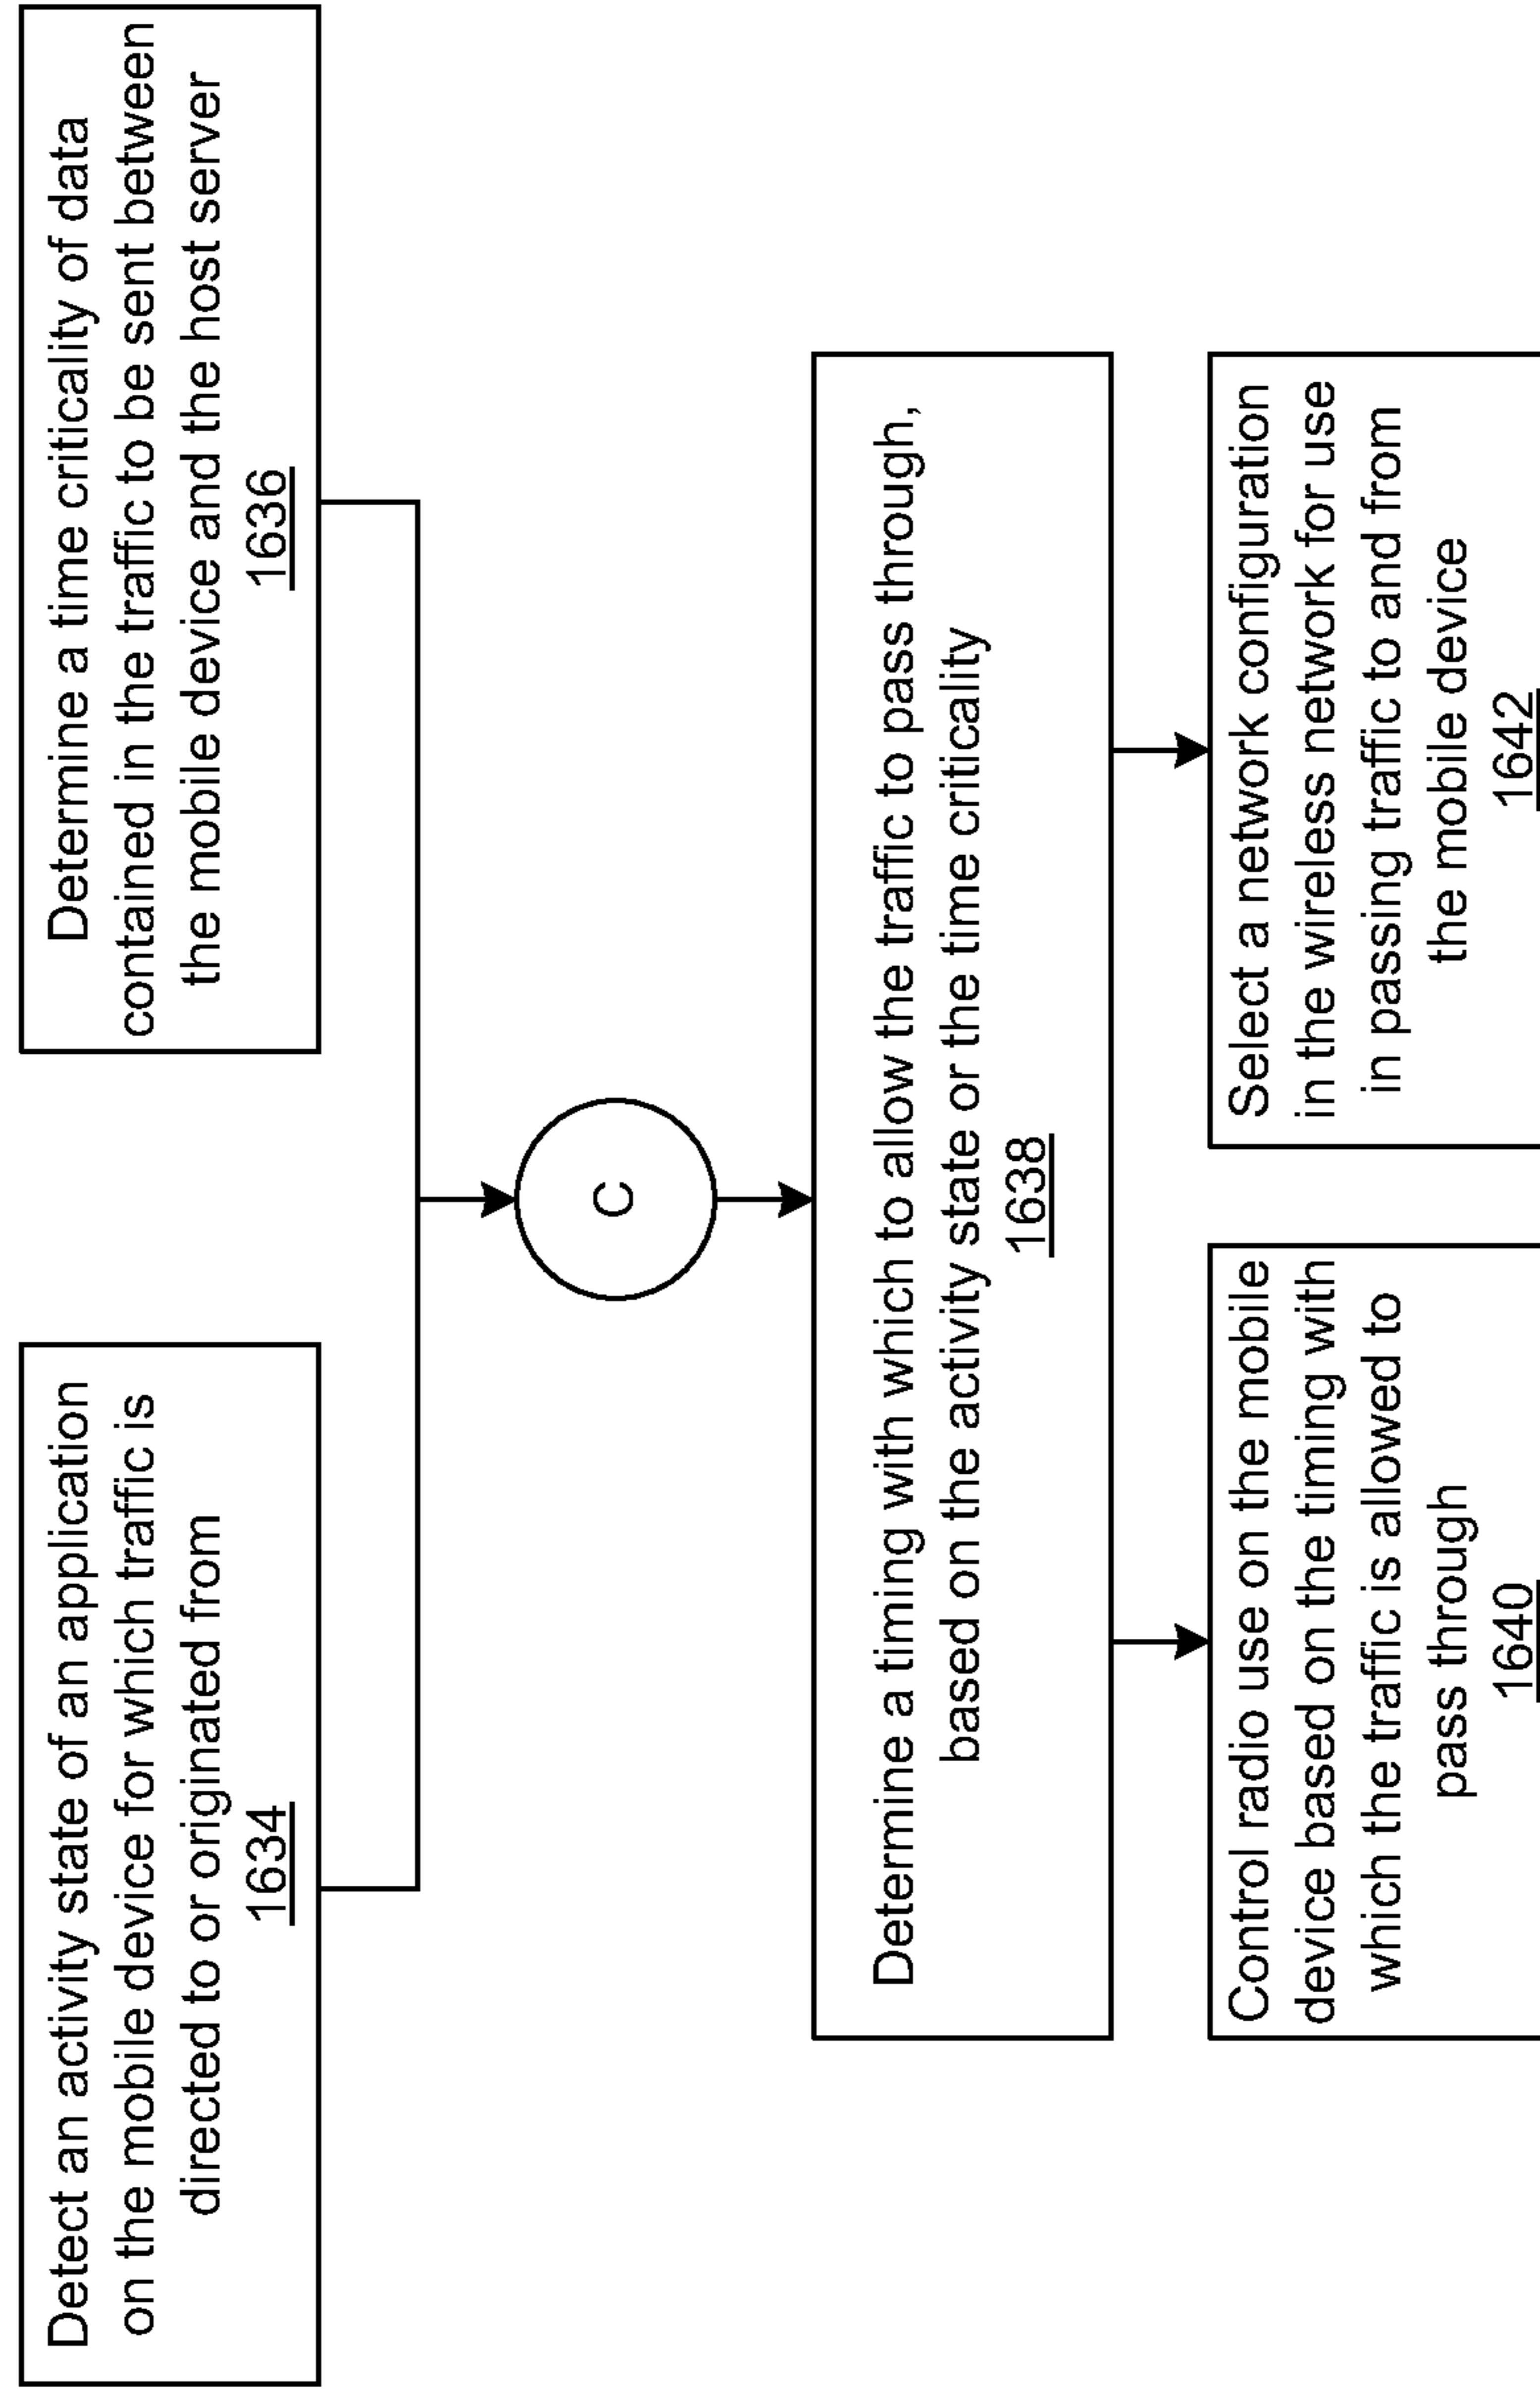 Detect an activity state of an application
on the mobile device for which traffic is
directed to or originated from
1634
Determine a time criticality of data
contained in the traffic to be sent between
the mobile device and the host server
1636
C
Determine a timing with which to allow the traffic to pass through,
based on the activity state or the time criticality
1638
Control radio use on the mobile
device based on the timing with
which the traffic is allowed to
pass through
1640
Select a network configuration
in the wireless network for use
in passing traffic to and from
the mobile device
1642